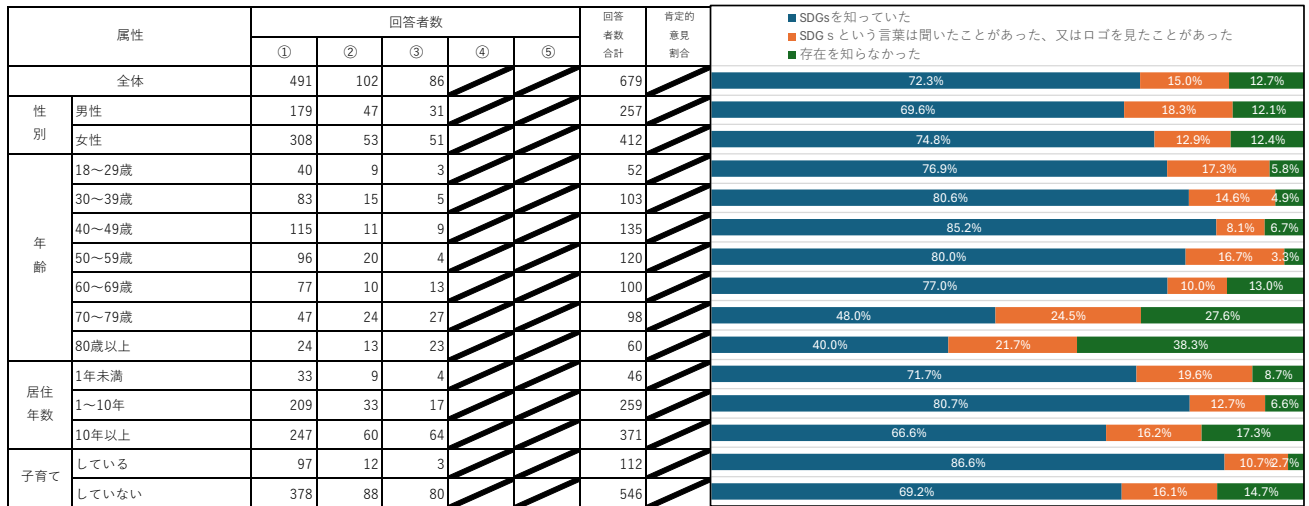 属性 回答者数 回答者数合計 肯定的意見割合
① ② ③ ④ ⑤
■ SDGsを知っていた
■ SDGｓという言葉は聞いたことがあった、又はロゴを見たことがあった
■ 存在を知らなかった
全体 491 102 86 679 72.3% 15.0% 12.7%
性別
男性 179 47 31 257 69.6% 18.3% 12.1%
女性 308 53 51 412 74.8% 12.9% 12.4%
年齢
18～29歳 40 9 3 52 76.9% 17.3% 5.8%
30～39歳 83 15 5 103 80.6% 14.6% 4.9%
40～49歳 115 11 9 135 85.2% 8.1% 6.7%
50～59歳 96 20 4 120 80.0% 16.7% 3.3%
60～69歳 77 10 13 100 77.0% 10.0% 13.0%
70～79歳 47 24 27 98 48.0% 24.5% 27.6%
80歳以上 24 13 23 60 40.0% 21.7% 38.3%
居住年数
1年未満 33 9 4 46 71.7% 19.6% 8.7%
1～10年 209 33 17 259 80.7% 12.7% 6.6%
10年以上 247 60 64 371 66.6% 16.2% 17.3%
子育て
している 97 12 3 112 86.6% 10.7% 2.7%
していない 378 88 80 546 69.2% 16.1% 14.7%